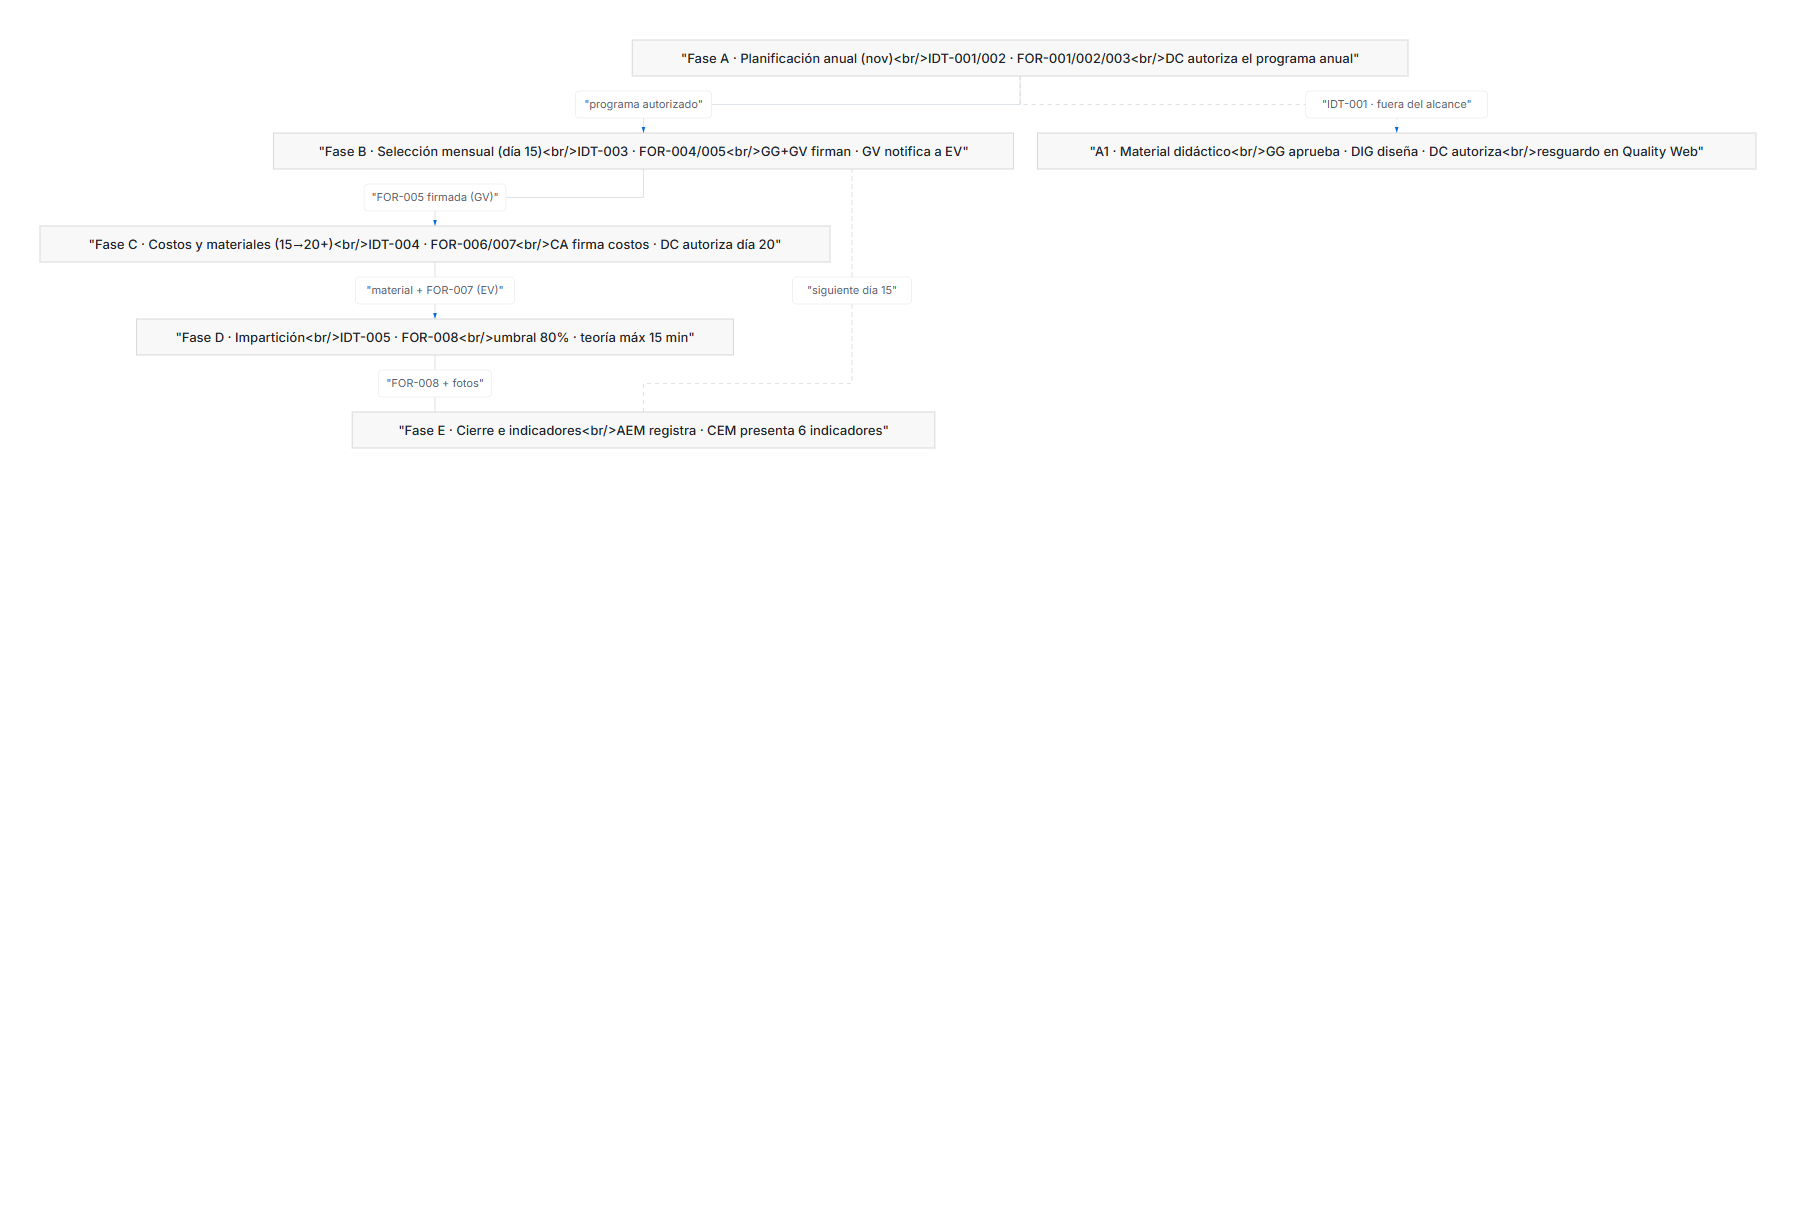 "Fase A · Planificación anual (nov)<br/>IDT-001/002 · FOR-001/002/003<br/>DC autoriza el programa anual"
"programa autorizado"
"IDT-001 · fuera del alcance"
"Fase B · Selección mensual (día 15)<br/>IDT-003 · FOR-004/005<br/>GG+GV firman · GV notifica a EV"
"A1 · Material didáctico<br/>GG aprueba · DIG diseña · DC autoriza<br/>resguardo en Quality Web"
"FOR-005 firmada (GV)"
"Fase C · Costos y materiales (15→20+)<br/>IDT-004 · FOR-006/007<br/>CA firma costos · DC autoriza día 20"
"material + FOR-007 (EV)"
"siguiente día 15"
"Fase D · Impartición<br/>IDT-005 · FOR-008<br/>umbral 80% · teoría máx 15 min"
"FOR-008 + fotos"
"Fase E · Cierre e indicadores<br/>AEM registra · CEM presenta 6 indicadores"